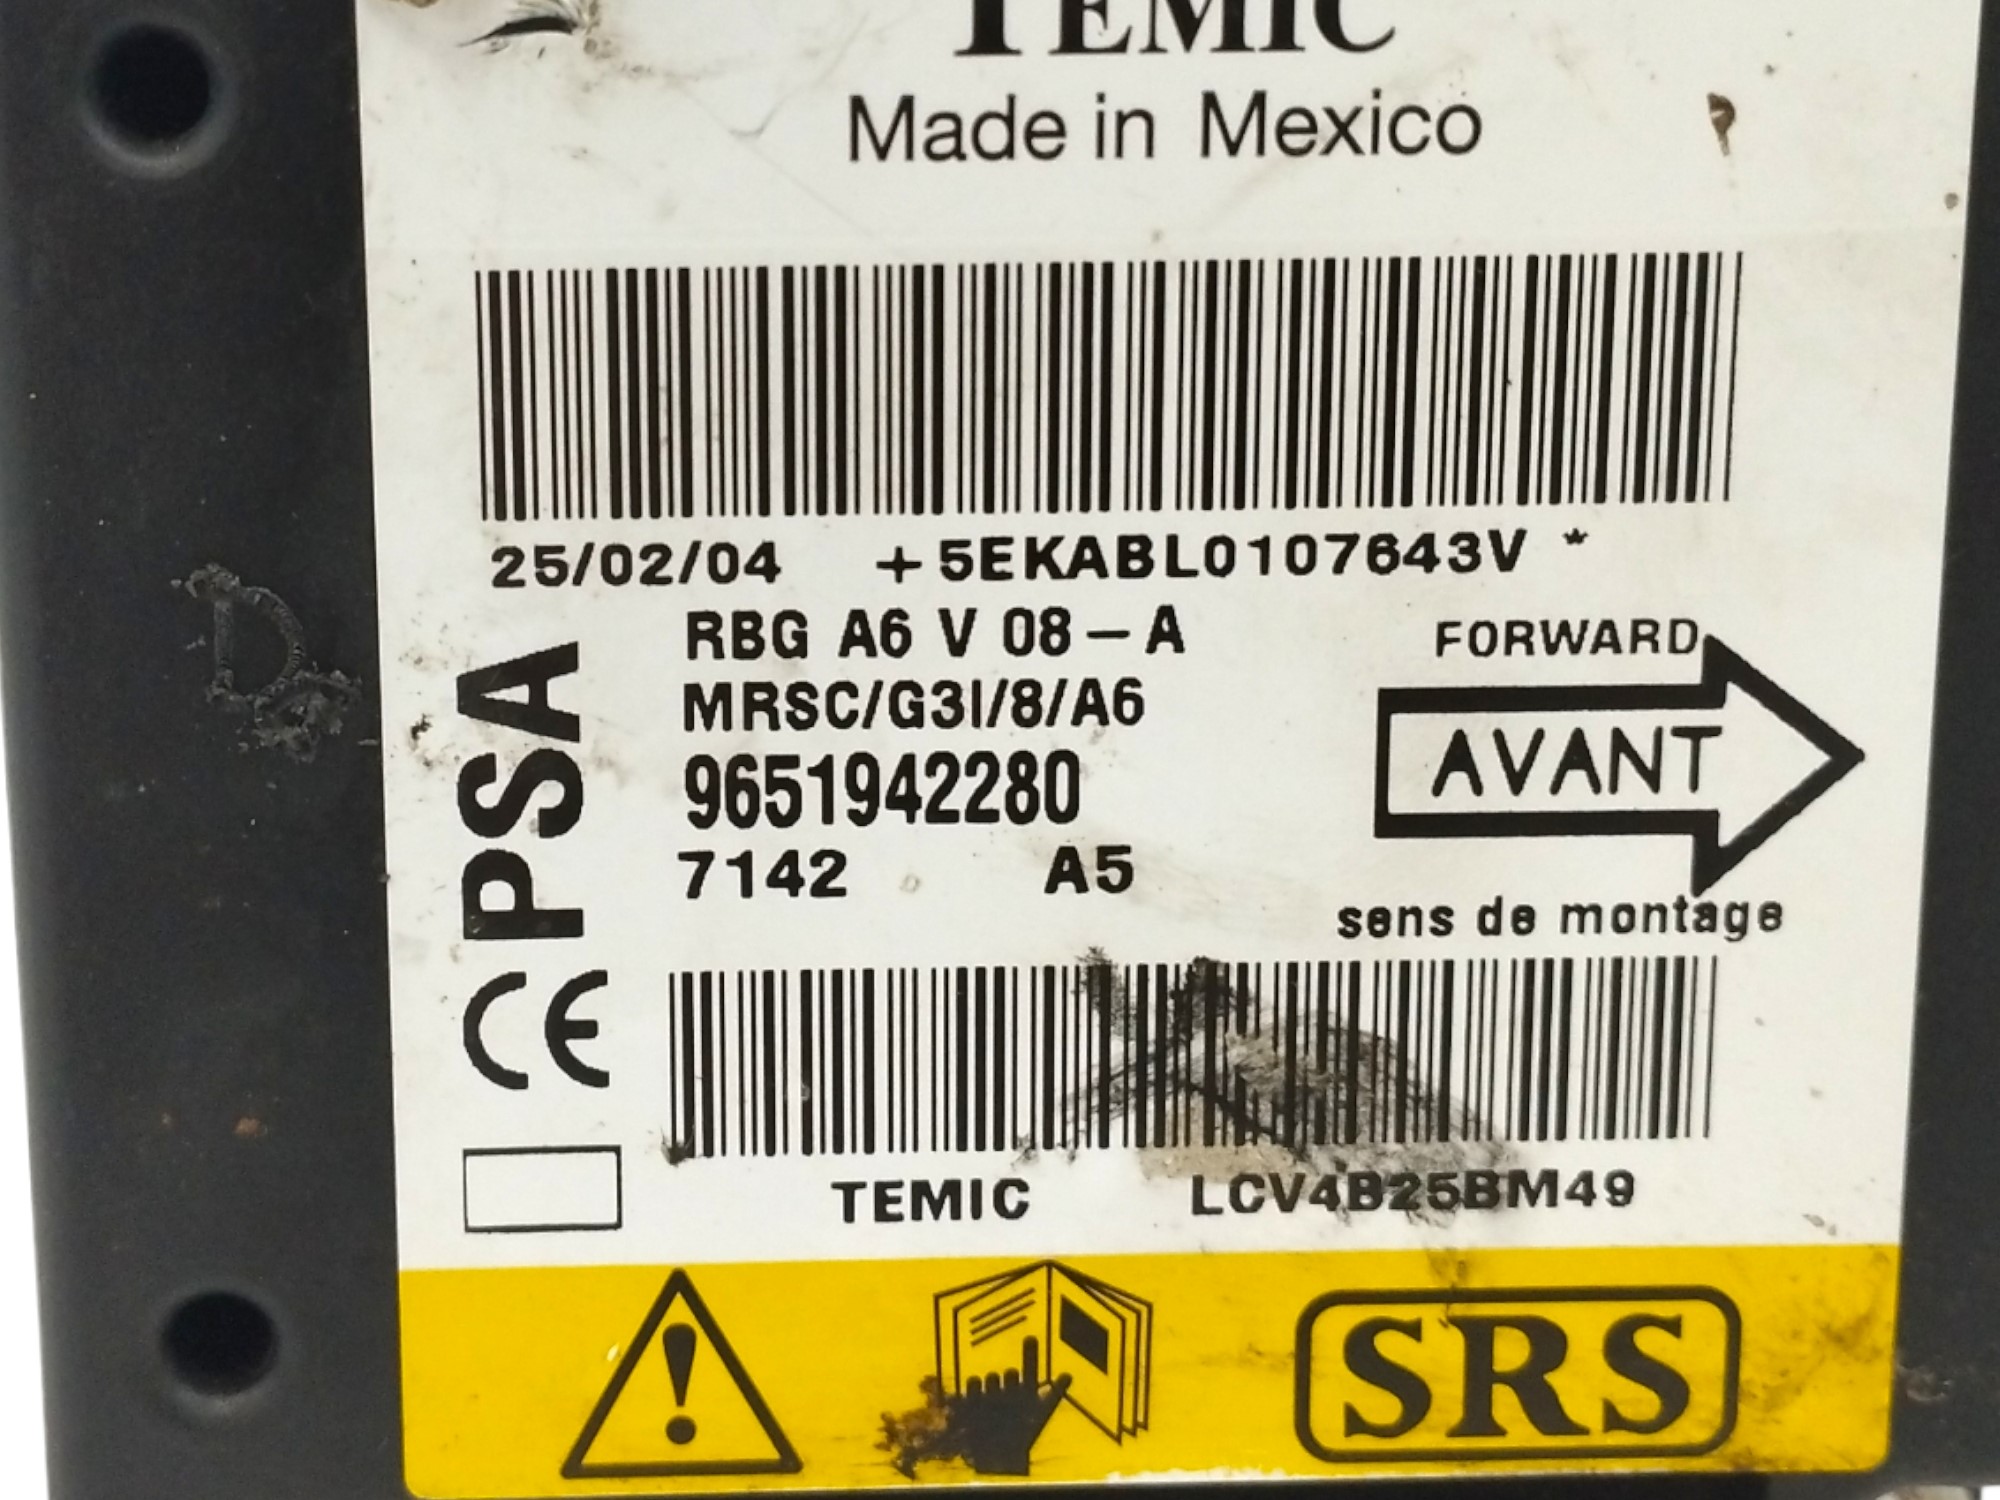 TEMIC
Made in Mexico
25/02/04 +5EKABL0107643V *
RBG A6 V 08-A
MRSC/G3I/8/A6
9651942280
7142 A5
PSA
CE
FORWARD
AVANT
sens de montage
TEMIC LCV4B25BM49
SRS